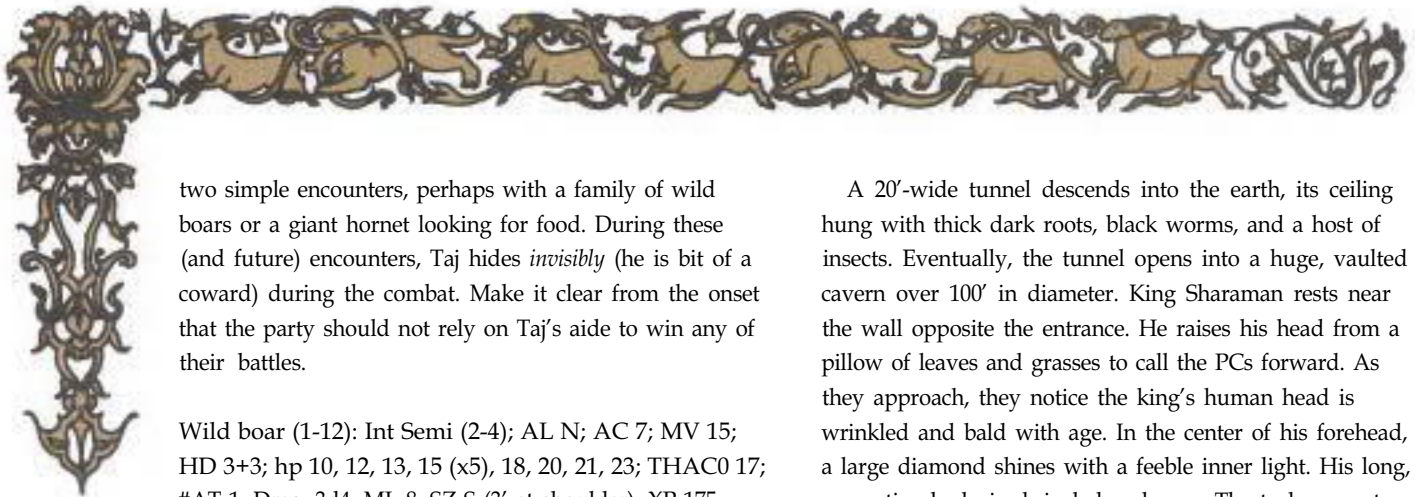 two simple encounters, perhaps with a family of wild
boars or a giant hornet looking for food. During these
(and future) encounters, Taj hides invisibly (he is bit of a
coward) during the combat. Make it clear from the onset
that the party should not rely on Taj's aide to win any of
their battles.
Wild boar (1-12): Int Semi (2-4); AL N; AC 7; MV 15;
HD 3+3; hp 10, 12, 13, 15 (x5), 18, 20, 21, 23; THAC0 17;
A 20'-wide tunnel descends into the earth, its ceiling
hung with thick dark roots, black worms, and a host of
insects. Eventually, the tunnel opens into a huge, vaulted
cavern over 100' in diameter. King Sharaman rests near
the wall opposite the entrance. He raises his head from a
pillow of leaves and grasses to call the PCs forward. As
they approach, they notice the king's human head is
wrinkled and bald with age. In the center of his forehead,
a large diamond shines with a feeble inner light. His long,